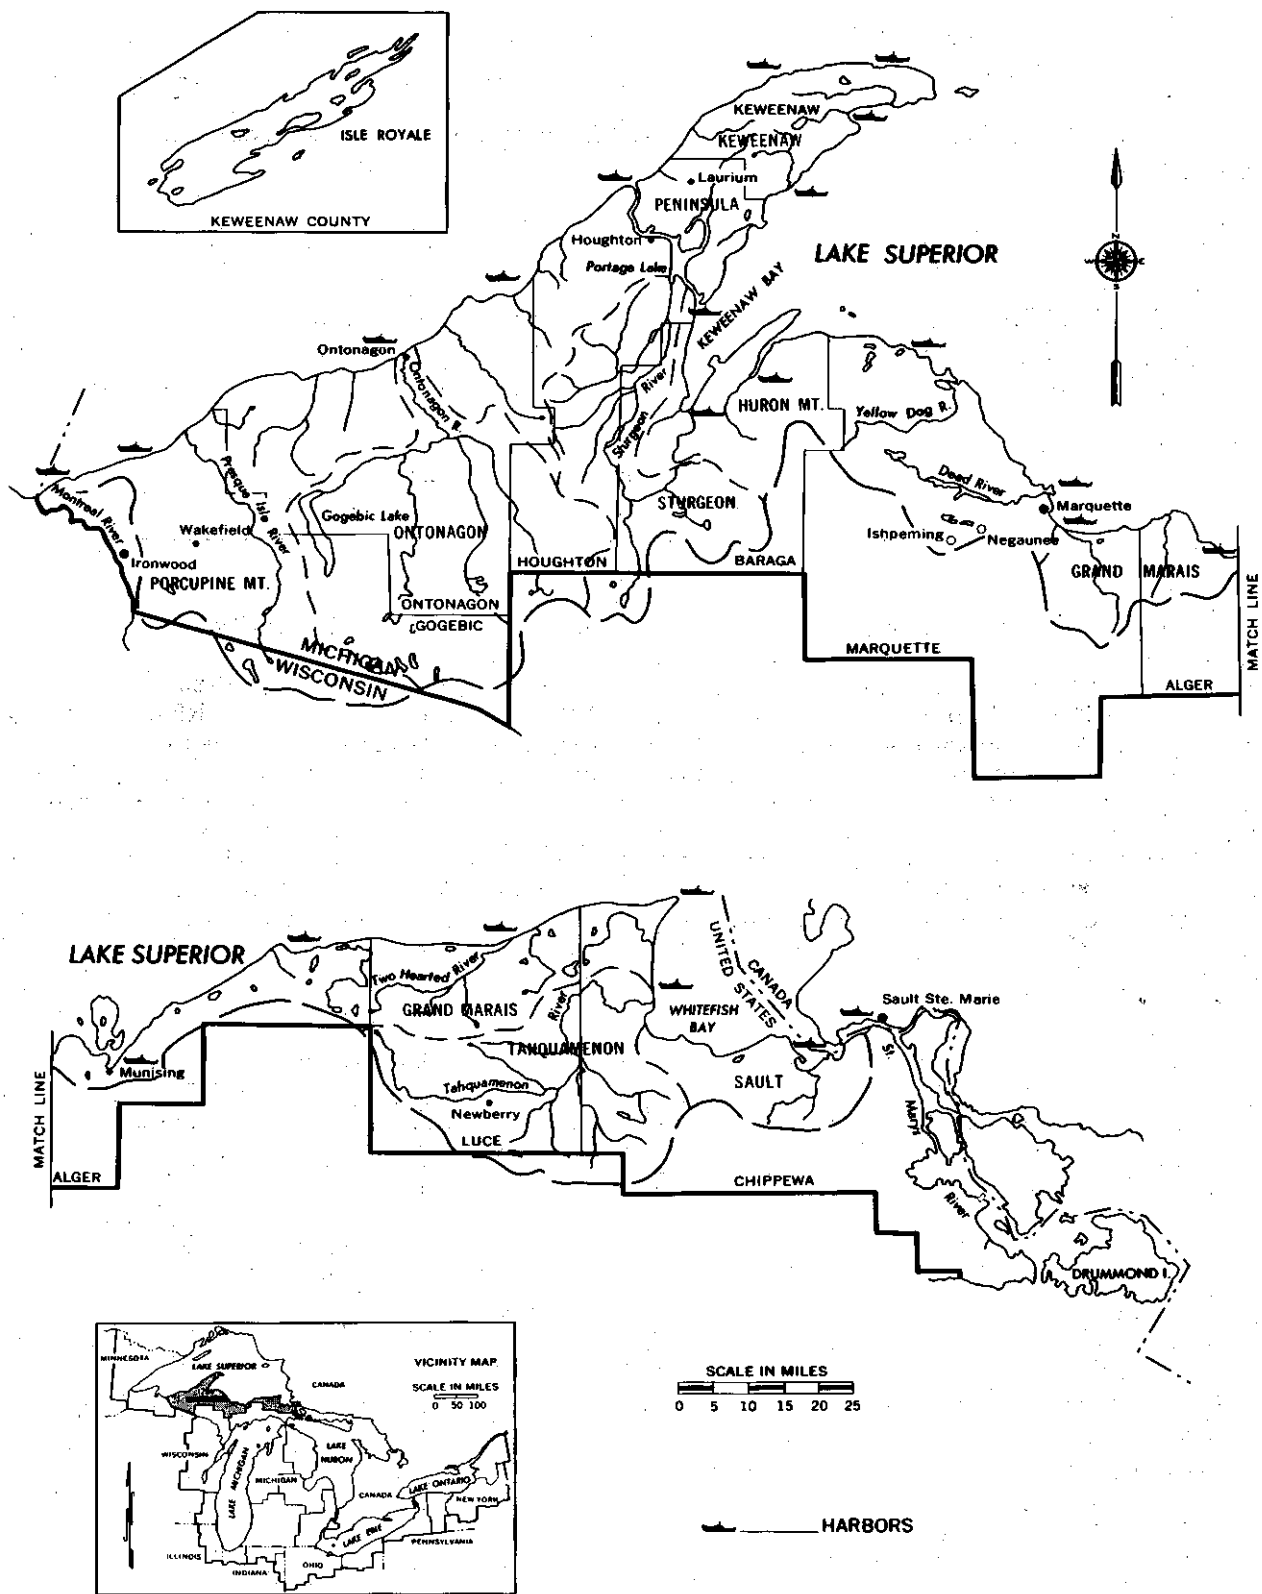 ISLE ROYALE
KEWEENAW COUNTY
KEWEENAW
KEWEENAW
Laurium
PENINSULA
Houghton
Portage Lake
LAKE SUPERIOR
KEWEENAW BAY
N
W
E
S
Ontonagon
Ontonagon R.
Sturgeon River
HURON MT.
Yellow Dog R.
Presque Isle River
Montreal River
Gogebic Lake
ONTONAGON
STURGEON
Dead River
Marquette
Wakefield
Ironwood
PORCUPINE MT.
Ishpeming
Negaunee
HOUGHTON
BARAGA
GRAND MARAIS
ONTONAGON
GOGEBIC
MICHIGAN
WISCONSIN
MARQUETTE
ALGER
MATCH LINE
LAKE SUPERIOR
Two Hearted River
GRAND MARAIS
River
WHITEFISH
BAY
CANADA
UNITED STATES
Sault Ste. Marie
TAHQUAMENON
SAULT
St. Marys River
Munising
Tahquamenon
Newberry
LUCE
MATCH LINE
ALGER
CHIPPEWA
DRUMMOND I.
MINNESOTA
LAKE SUPERIOR
VICINITY MAP
CANADA
SCALE IN MILES
0 50 100
WISCONSIN
LAKE MICHIGAN
MICHIGAN
LAKE
HURON
CANADA
LAKE ONTARIO
NEW YORK
LAKE ERIE
PENNSYLVANIA
ILLINOIS
INDIANA
OHIO
SCALE IN MILES
0 5 10 15 20 25
HARBORS